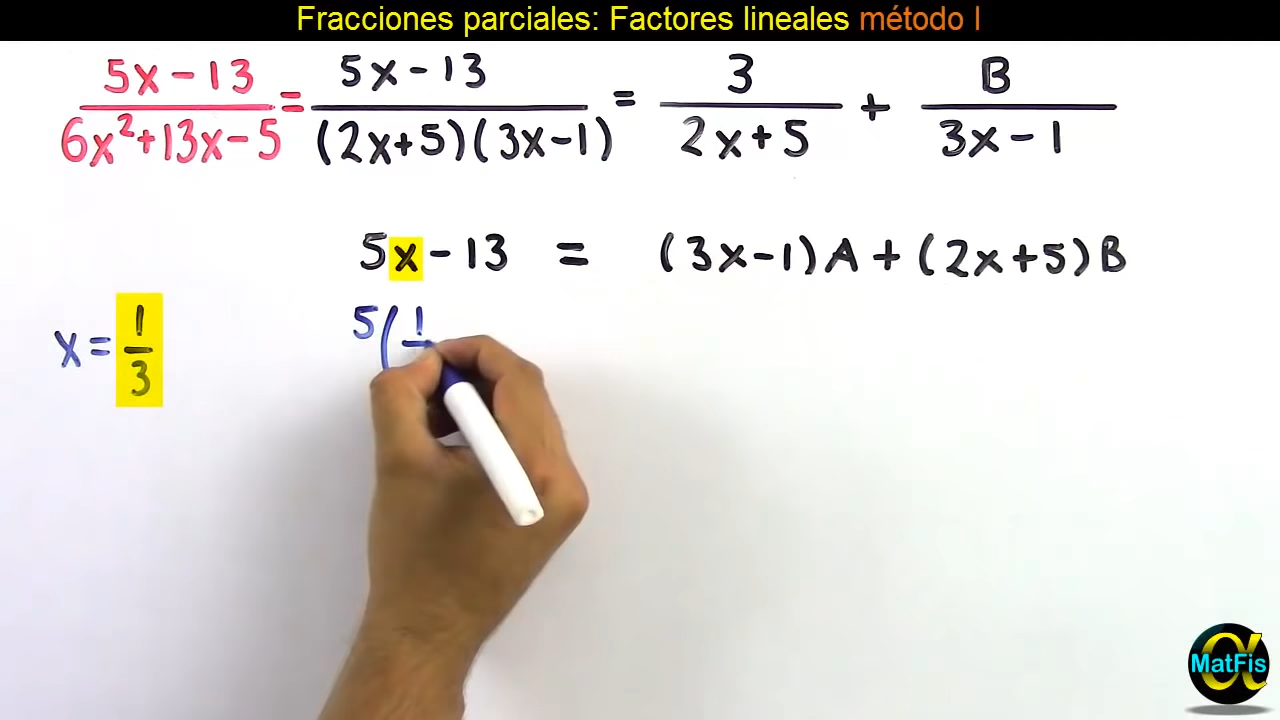 Fracciones parciales: Factores lineales método I
5x - 13 / 6x² + 13x - 5 = 5x - 13 / (2x + 5)(3x - 1) = 3 / 2x + 5 + B / 3x - 1
5x - 13 = (3x - 1)A + (2x + 5)B
x = 1/3 5(1
MatFis
α